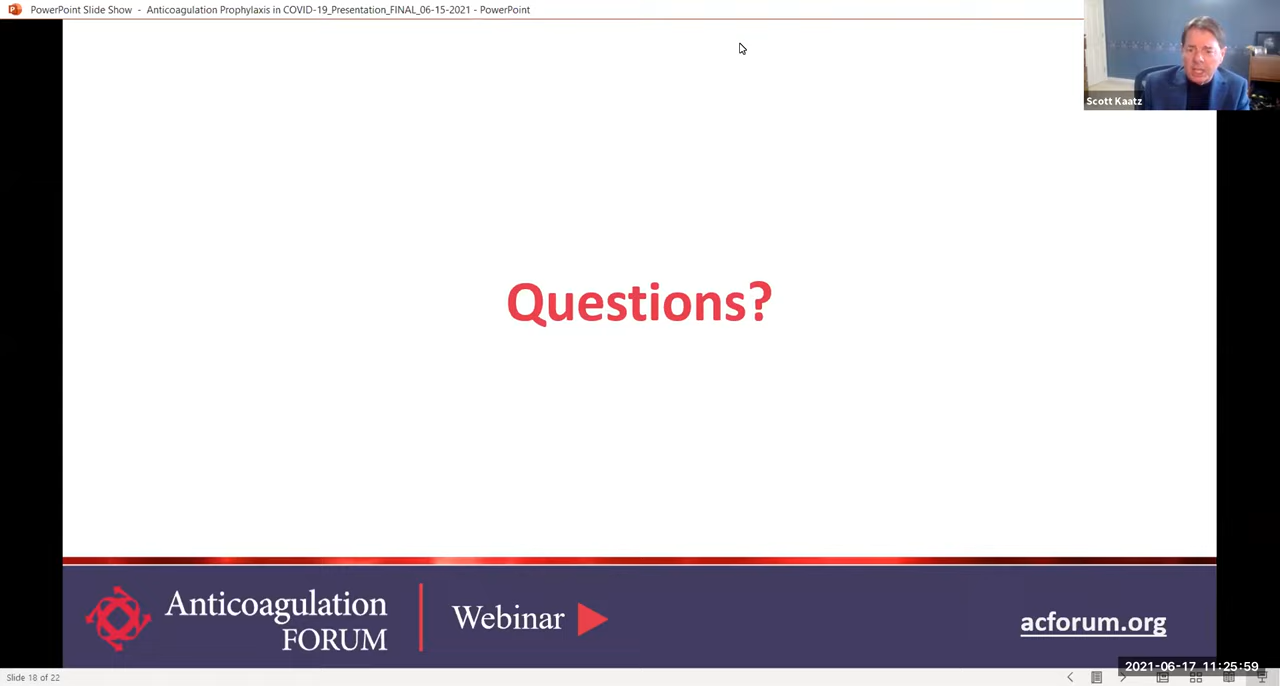 PowerPoint Slide Show - Anticoagulation Prophylaxis in COVID-19_Presentation_FINAL_06-15-2021 - PowerPoint
Scott Kaatz
Questions?
Anticoagulation
FORUM
Webinar
acforum.org
2021-06-17 11:25:59
Slide 18 of 22